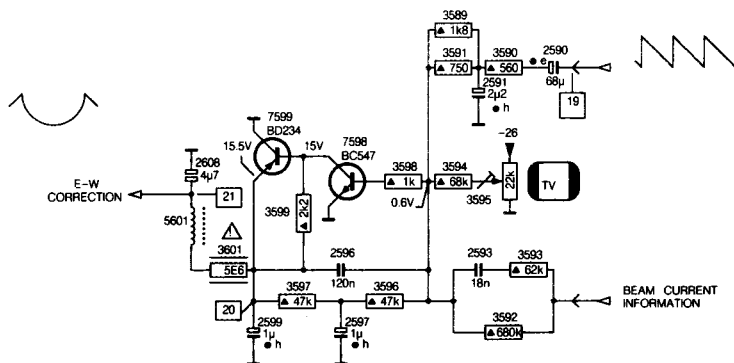 3589
1k8
3591
750
3590
560
e
2590
68µ
2591
2µ2
h
19
7599
BD234
15.5V
15V
7598
BC547
-26
2608
4µ7
3598
1k
3594
68k
22k
TV
E-W
CORRECTION
21
3599
2k2
0.6V
3595
5601
3601
5E6
2596
120n
2593
18n
3593
62k
20
3597
47k
3596
47k
BEAM CURRENT
INFORMATION
2599
1µ
h
2597
1µ
h
3592
680k